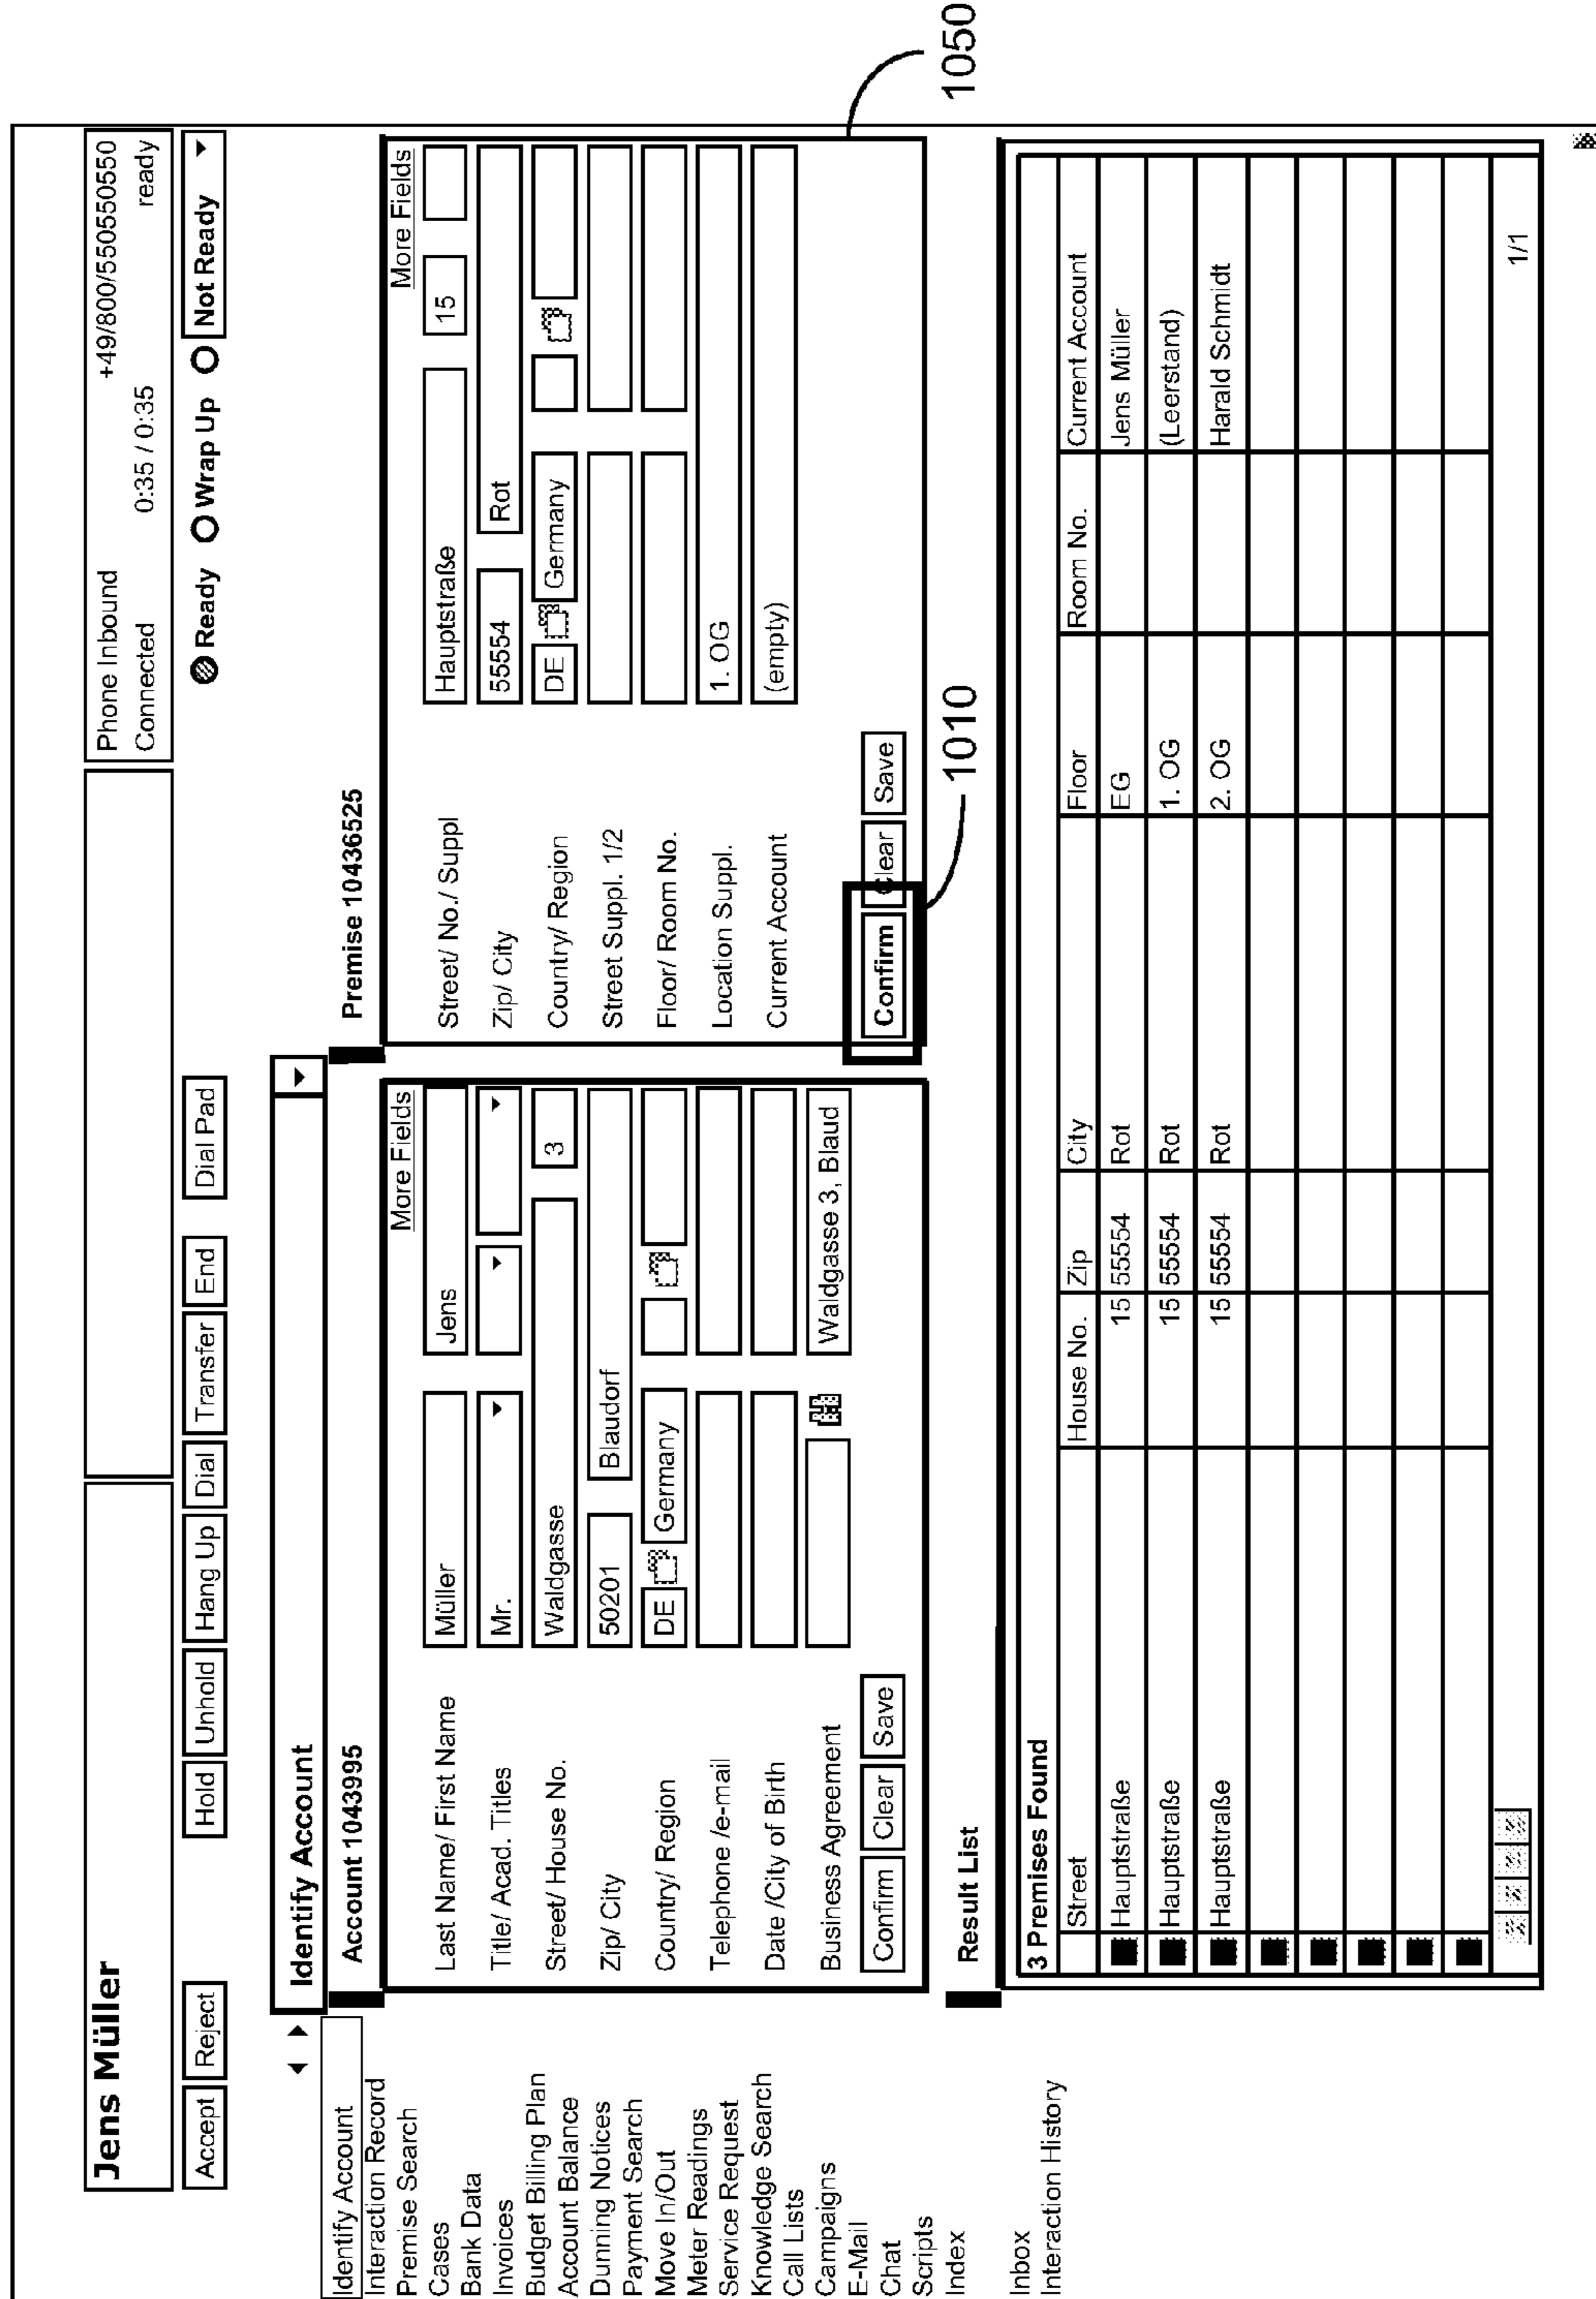 Jens Müller
Phone Inbound +49/800/550550550
Connected 0:35 / 0:35 ready
Accept Reject Hold Unhold Hang Up Dial Transfer End Dial Pad Ready Wrap Up Not Ready
Identify Account
Identify Account
Interaction Record
Premise Search
Cases
Bank Data
Invoices
Budget Billing Plan
Account Balance
Dunning Notices
Payment Search
Move In/Out
Meter Readings
Service Request
Knowledge Search
Call Lists
Campaigns
E-Mail
Chat
Scripts
Index
Inbox
Interaction History
Account 1043995
More Fields
Last Name/ First Name Müller Jens
Title/ Acad. Titles Mr.
Street/ House No. Waldgasse 3
Zip/ City 50201 Blaudorf
Country/ Region DE Germany
Telephone /e-mail
Date /City of Birth
Business Agreement Waldgasse 3, Blaud
Confirm Clear Save
Premise 10436525
More Fields
Street/ No./ Suppl Hauptstraße 15
Zip/ City 55554 Rot
Country/ Region DE Germany
Street Suppl. 1/2
Floor/ Room No.
Location Suppl. 1. OG
Current Account (empty)
Confirm Clear Save
1010
1050
Result List
3 Premises Found
Street House No. Zip City Floor Room No. Current Account
Hauptstraße 15 55554 Rot EG Jens Müller
Hauptstraße 15 55554 Rot 1. OG (Leerstand)
Hauptstraße 15 55554 Rot 2. OG Harald Schmidt
1/1